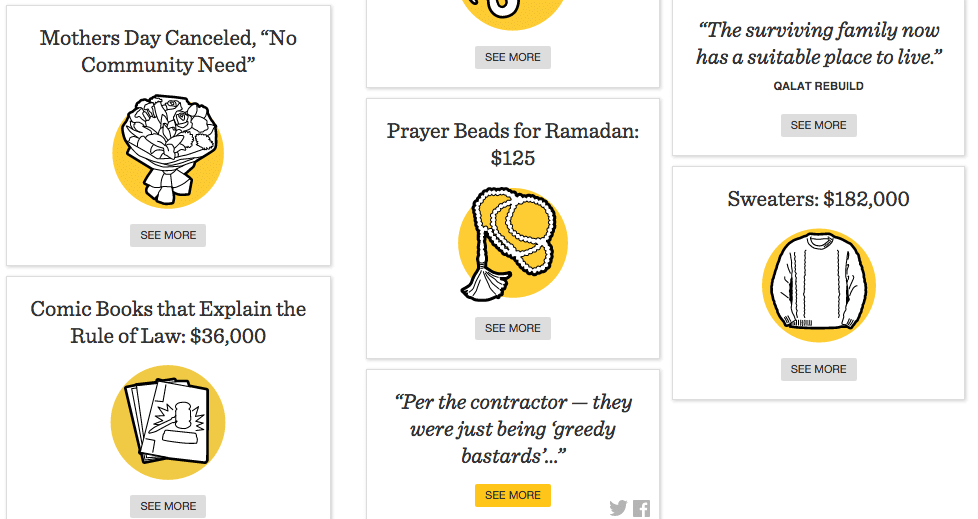 Mothers Day Canceled, “No
Community Need”
SEE MORE
Comic Books that Explain the
Rule of Law: $36,000
SEE MORE
SEE MORE
Prayer Beads for Ramadan:
$125
SEE MORE
“Per the contractor — they
were just being ‘greedy
bastards’...”
SEE MORE
“The surviving family now
has a suitable place to live.”
QALAT REBUILD
SEE MORE
Sweaters: $182,000
SEE MORE